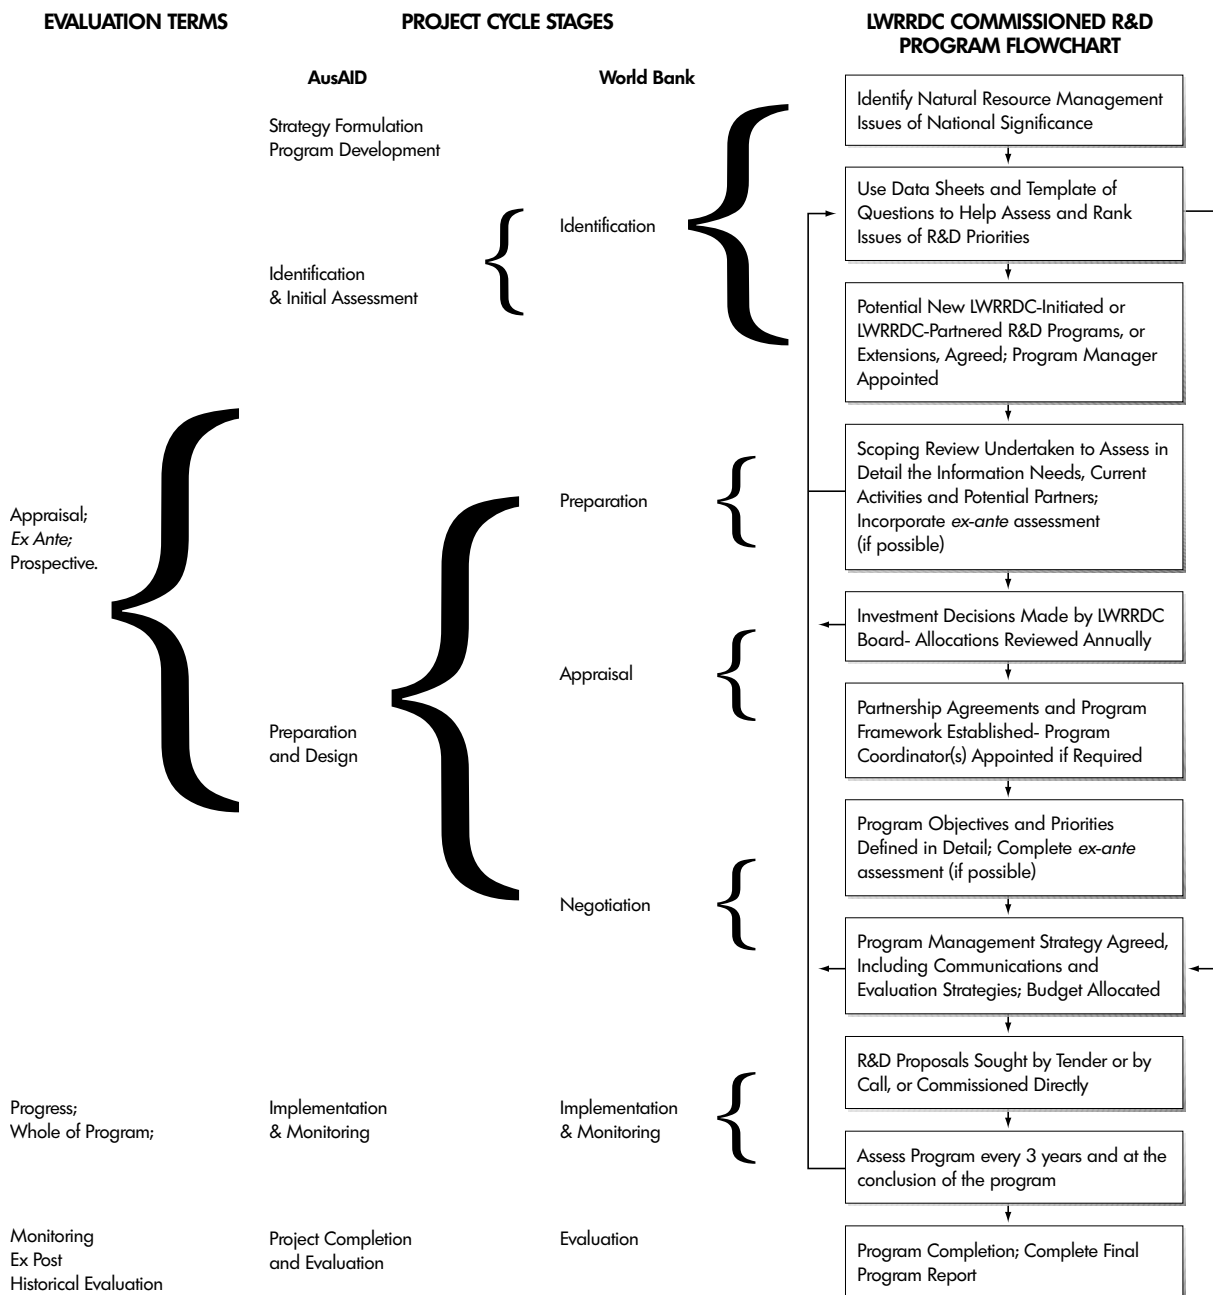 EVALUATION TERMS
PROJECT CYCLE STAGES
LWRRDC COMMISSIONED R&D
PROGRAM FLOWCHART
AusAID
World Bank
Strategy Formulation
Program Development
Identification
& Initial Assessment
Identification
Appraisal;
Ex Ante;
Prospective.
Preparation
and Design
Preparation
Appraisal
Negotiation
Progress;
Whole of Program;
Implementation
& Monitoring
Implementation
& Monitoring
Monitoring
Ex Post
Historical Evaluation
Project Completion
and Evaluation
Evaluation
Identify Natural Resource Management
Issues of National Significance
Use Data Sheets and Template of
Questions to Help Assess and Rank
Issues of R&D Priorities
Potential New LWRRDC-Initiated or
LWRRDC-Partnered R&D Programs, or
Extensions, Agreed; Program Manager
Appointed
Scoping Review Undertaken to Assess in
Detail the Information Needs, Current
Activities and Potential Partners;
Incorporate ex-ante assessment
(if possible)
Investment Decisions Made by LWRRDC
Board- Allocations Reviewed Annually
Partnership Agreements and Program
Framework Established- Program
Coordinator(s) Appointed if Required
Program Objectives and Priorities
Defined in Detail; Complete ex-ante
assessment (if possible)
Program Management Strategy Agreed,
Including Communications and
Evaluation Strategies; Budget Allocated
R&D Proposals Sought by Tender or by
Call, or Commissioned Directly
Assess Program every 3 years and at the
conclusion of the program
Program Completion; Complete Final
Program Report